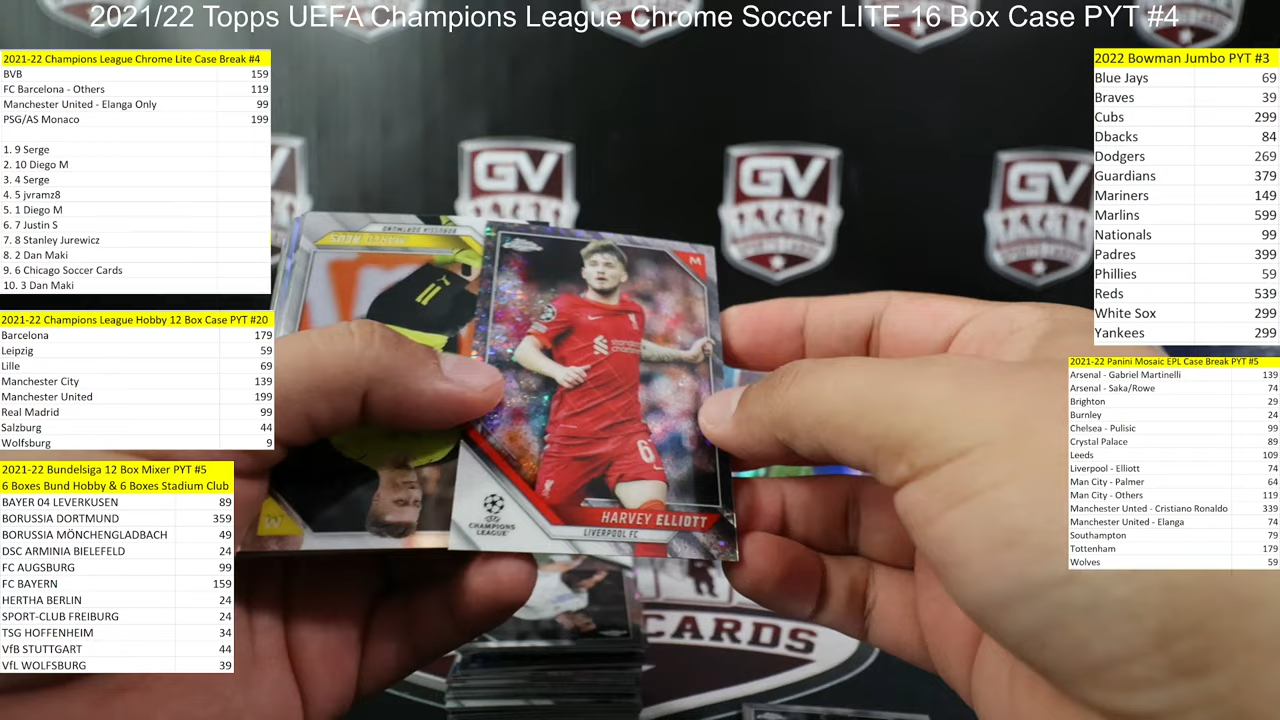 2021/22 Topps UEFA Champions League Chrome Soccer LITE 16 Box Case PYT #4
2021-22 Champions League Chrome Lite Case Break #4
BVB 159
FC Barcelona - Others 119
Manchester United - Elanga Only 99
PSG/AS Monaco 199
1. 9 Serge
2. 10 Diego M
3. 4 Serge
4. 5 jvramz8
5. 1 Diego M
6. 7 Justin S
7. 8 Stanley Jurewicz
8. 2 Dan Maki
9. 6 Chicago Soccer Cards
10. 3 Dan Maki
2021-22 Champions League Hobby 12 Box Case PYT #20
Barcelona 179
Leipzig 59
Lille 69
Manchester City 139
Manchester United 199
Real Madrid 99
Salzburg 44
Wolfsburg 9
2021-22 Bundelsiga 12 Box Mixer PYT #5
6 Boxes Bund Hobby & 6 Boxes Stadium Club
BAYER 04 LEVERKUSEN 89
BORUSSIA DORTMUND 359
BORUSSIA MÖNCHENGLADBACH 49
DSC ARMINIA BIELEFELD 24
FC AUGSBURG 99
FC BAYERN 159
HERTHA BERLIN 24
SPORT-CLUB FREIBURG 24
TSG HOFFENHEIM 34
VfB STUTTGART 44
VfL WOLFSBURG 39
2022 Bowman Jumbo PYT #3
Blue Jays 69
Braves 39
Cubs 299
Dbacks 84
Dodgers 269
Guardians 379
Mariners 149
Marlins 599
Nationals 99
Padres 399
Phillies 59
Reds 539
White Sox 299
Yankees 299
2021-22 Panini Mosaic EPL Case Break PYT #5
Arsenal - Gabriel Martinelli 139
Arsenal - Saka/Rowe 74
Brighton 29
Burnley 24
Chelsea - Pulisic 99
Crystal Palace 89
Leeds 109
Liverpool - Elliott 74
Man City - Palmer 64
Man City - Others 119
Manchester Unted - Cristiano Ronaldo 339
Manchester United - Elanga 74
Southampton 79
Tottenham 179
Wolves 59
GV
GV
GV
BORUSSIA DORTMUND
MARCO REUS
11
M
M
6
CHAMPIONS
LEAGUE
HARVEY ELLIOTT
LIVERPOOL FC
CARDS